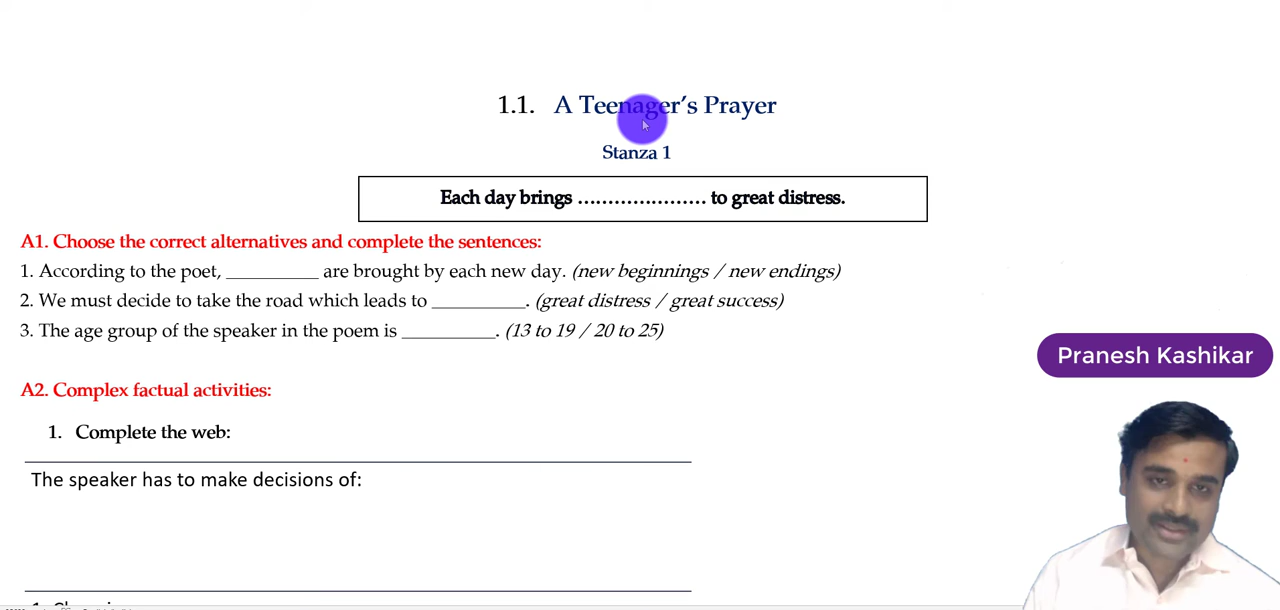 1.1. A Teenager's Prayer
Stanza 1
Each day brings ………………… to great distress.
A1. Choose the correct alternatives and complete the sentences:
1. According to the poet, __________ are brought by each new day. (new beginnings / new endings)
2. We must decide to take the road which leads to __________. (great distress / great success)
3. The age group of the speaker in the poem is __________. (13 to 19 / 20 to 25)
Pranesh Kashikar
A2. Complex factual activities:
1. Complete the web:
The speaker has to make decisions of: